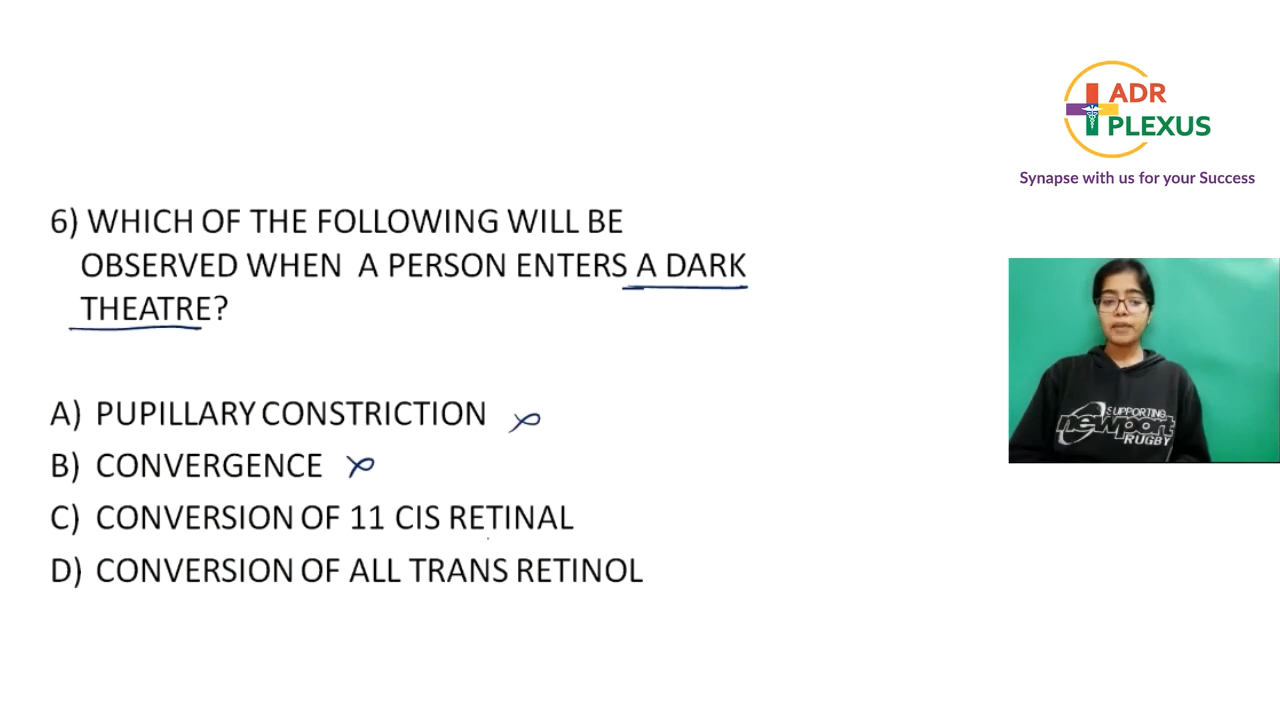 ADR
PLEXUS
Synapse with us for your Success
6) WHICH OF THE FOLLOWING WILL BE
OBSERVED WHEN A PERSON ENTERS A DARK
THEATRE?
A) PUPILLARY CONSTRICTION
B) CONVERGENCE
C) CONVERSION OF 11 CIS RETINAL
D) CONVERSION OF ALL TRANS RETINOL
SUPPORTING
newport
RUGBY